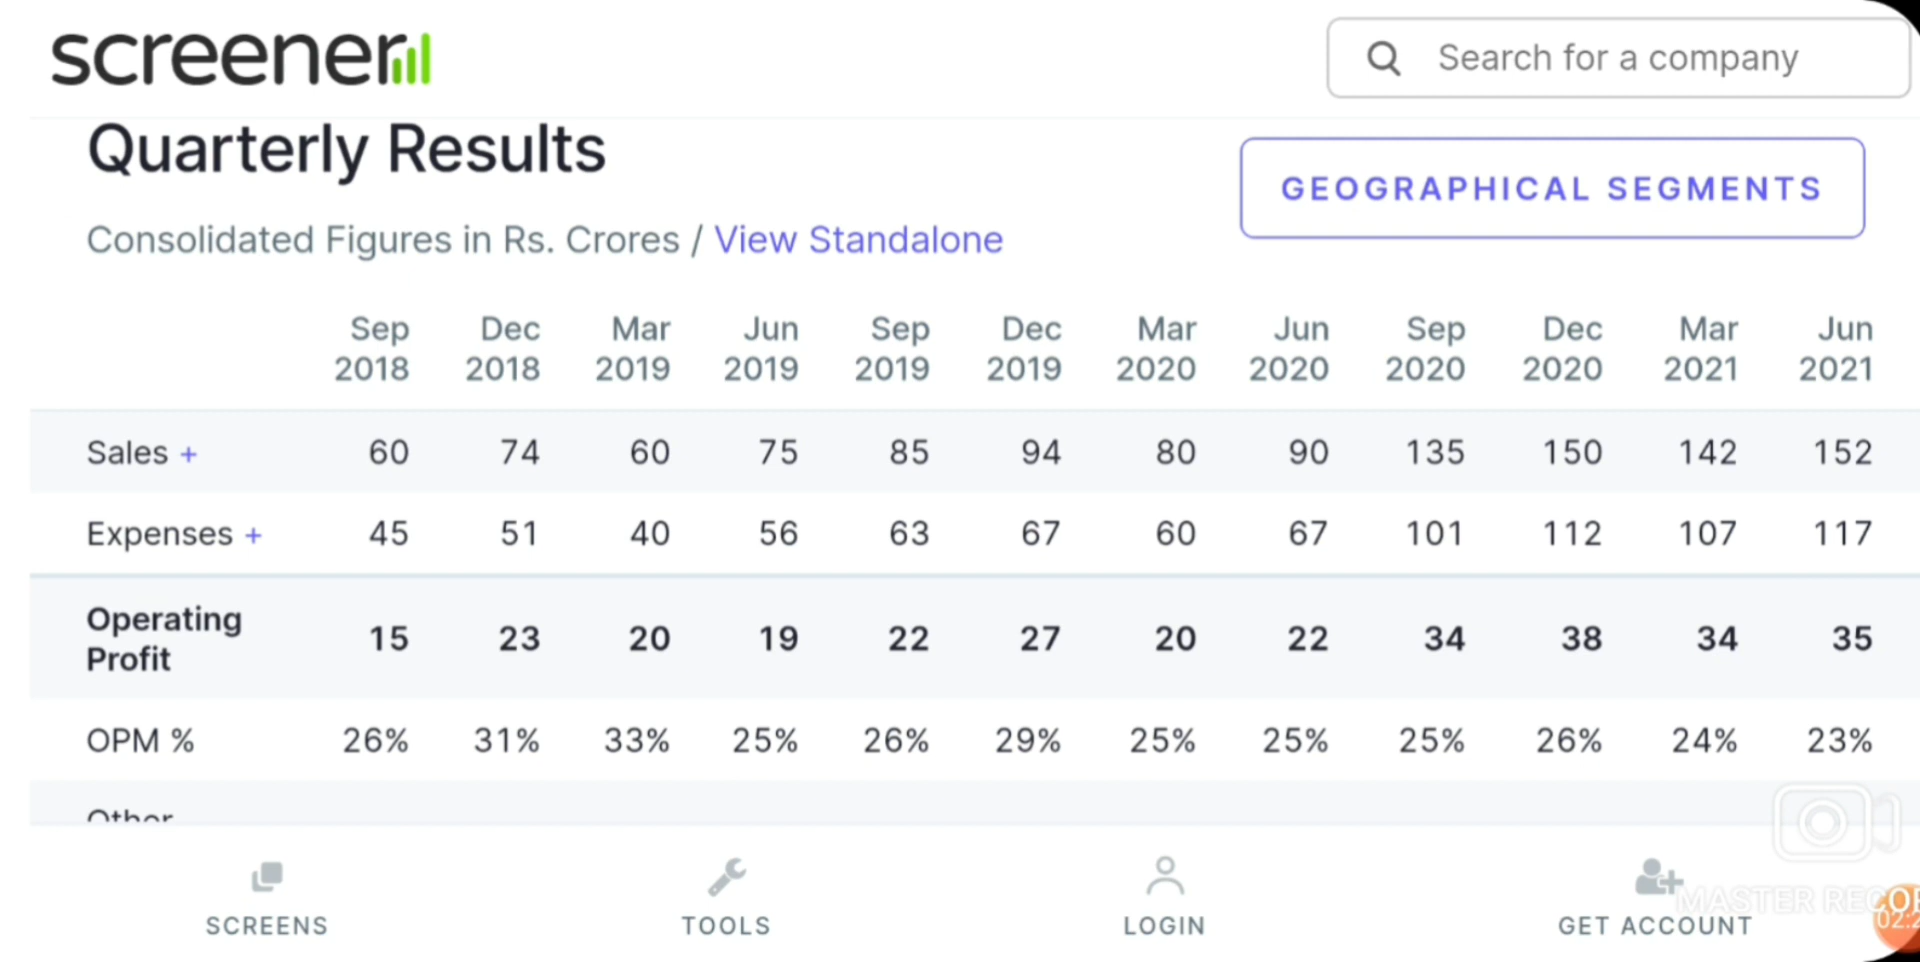 screener
Search for a company
Quarterly Results
GEOGRAPHICAL SEGMENTS
Consolidated Figures in Rs. Crores / View Standalone
Sep 2018 Dec 2018 Mar 2019 Jun 2019 Sep 2019 Dec 2019 Mar 2020 Jun 2020 Sep 2020 Dec 2020 Mar 2021 Jun 2021
Sales + 60 74 60 75 85 94 80 90 135 150 142 152
Expenses + 45 51 40 56 63 67 60 67 101 112 107 117
Operating Profit 15 23 20 19 22 27 20 22 34 38 34 35
OPM % 26% 31% 33% 25% 26% 29% 25% 25% 25% 26% 24% 23%
Other
SCREENS TOOLS LOGIN GET ACCOUNT
MASTER